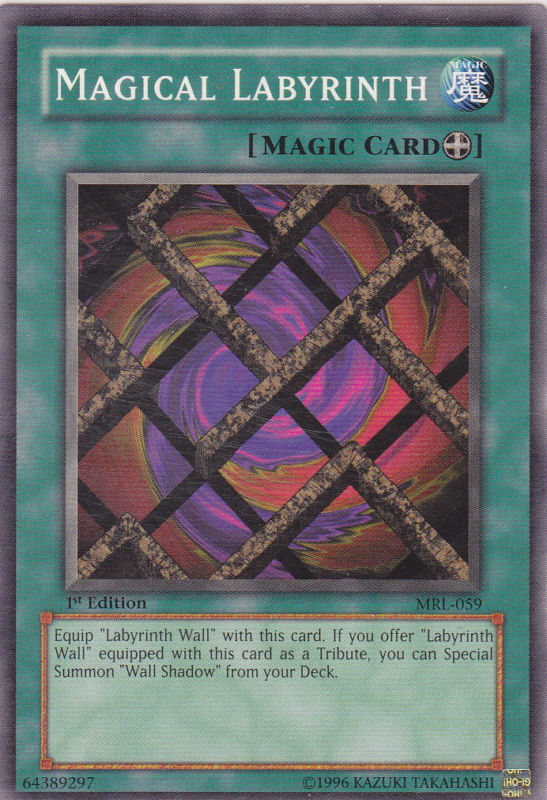 MAGICAL LABYRINTH
MAGIC
魔
[MAGIC CARD]
1st Edition
MRL-059
Equip "Labyrinth Wall" with this card. If you offer "Labyrinth
Wall" equipped with this card as a Tribute, you can Special
Summon "Wall Shadow" from your Deck.
64389297
©1996 KAZUKI TAKAHASHI